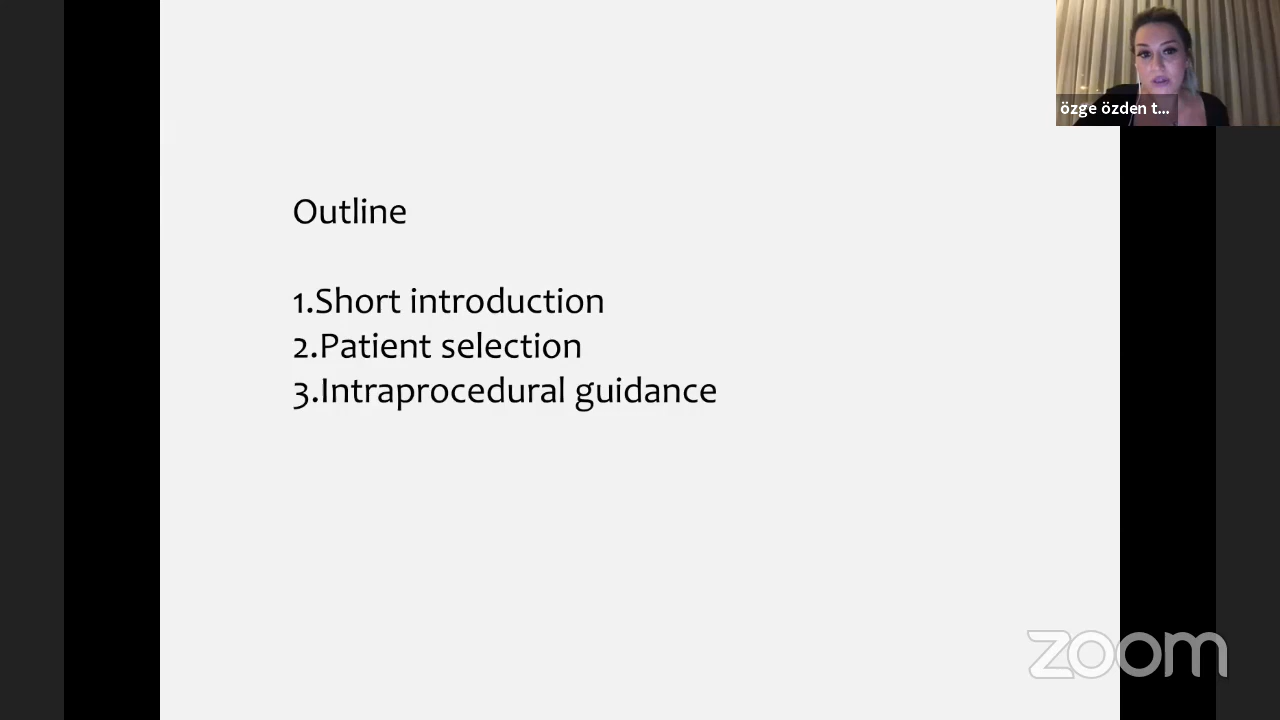 özge özden t...
Outline
1.Short introduction
2.Patient selection
3.Intraprocedural guidance
zoom